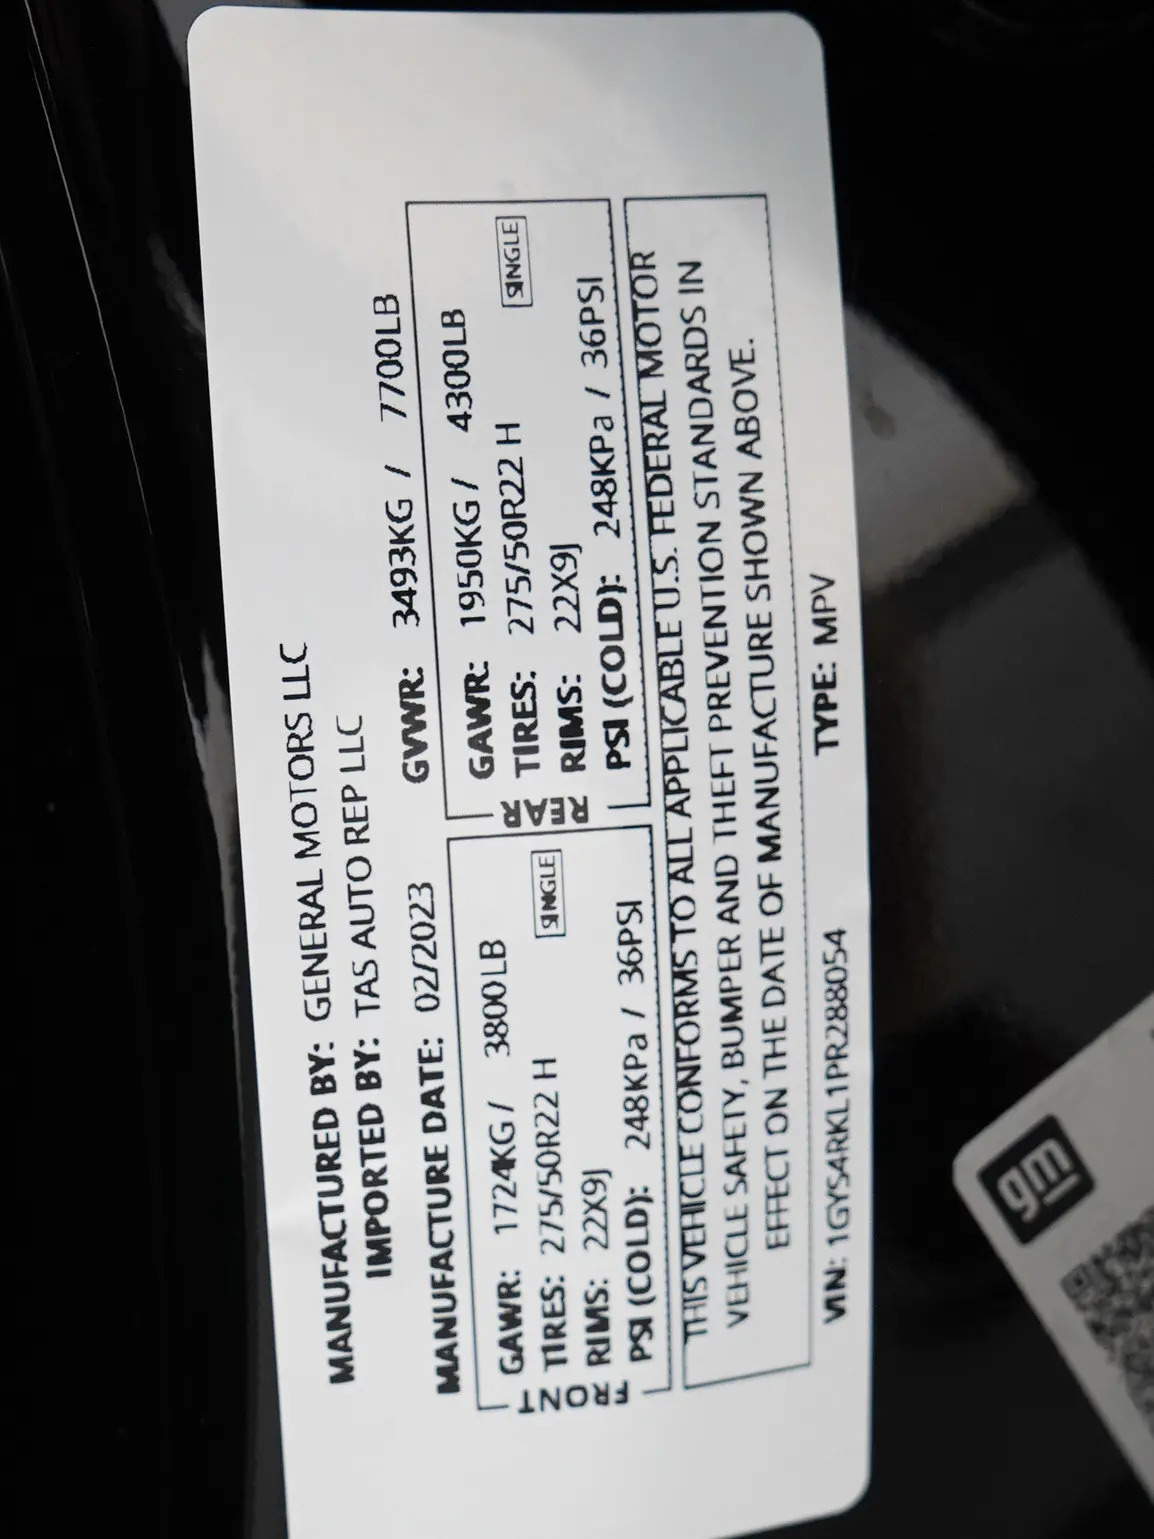 MANUFACTURED BY: GENERAL MOTORS LLC
IMPORTED BY: TAS AUTO REP LLC
MANUFACTURE DATE: 02/2023 GVWR: 3493KG / 7700LB
FRONT
GAWR: 1724KG / 3800LB
TIRES: 275/50R22 H SINGLE
RIMS: 22X9J
PSI (COLD): 248KPa / 36PSI
REAR
GAWR: 1950KG / 4300LB
TIRES: 275/50R22 H SINGLE
RIMS: 22X9J
PSI (COLD): 248KPa / 36PSI
THIS VEHICLE CONFORMS TO ALL APPLICABLE U.S. FEDERAL MOTOR
VEHICLE SAFETY, BUMPER AND THEFT PREVENTION STANDARDS IN
EFFECT ON THE DATE OF MANUFACTURE SHOWN ABOVE.
VIN: 1GYS4RKL1PR288054 TYPE: MPV
gm